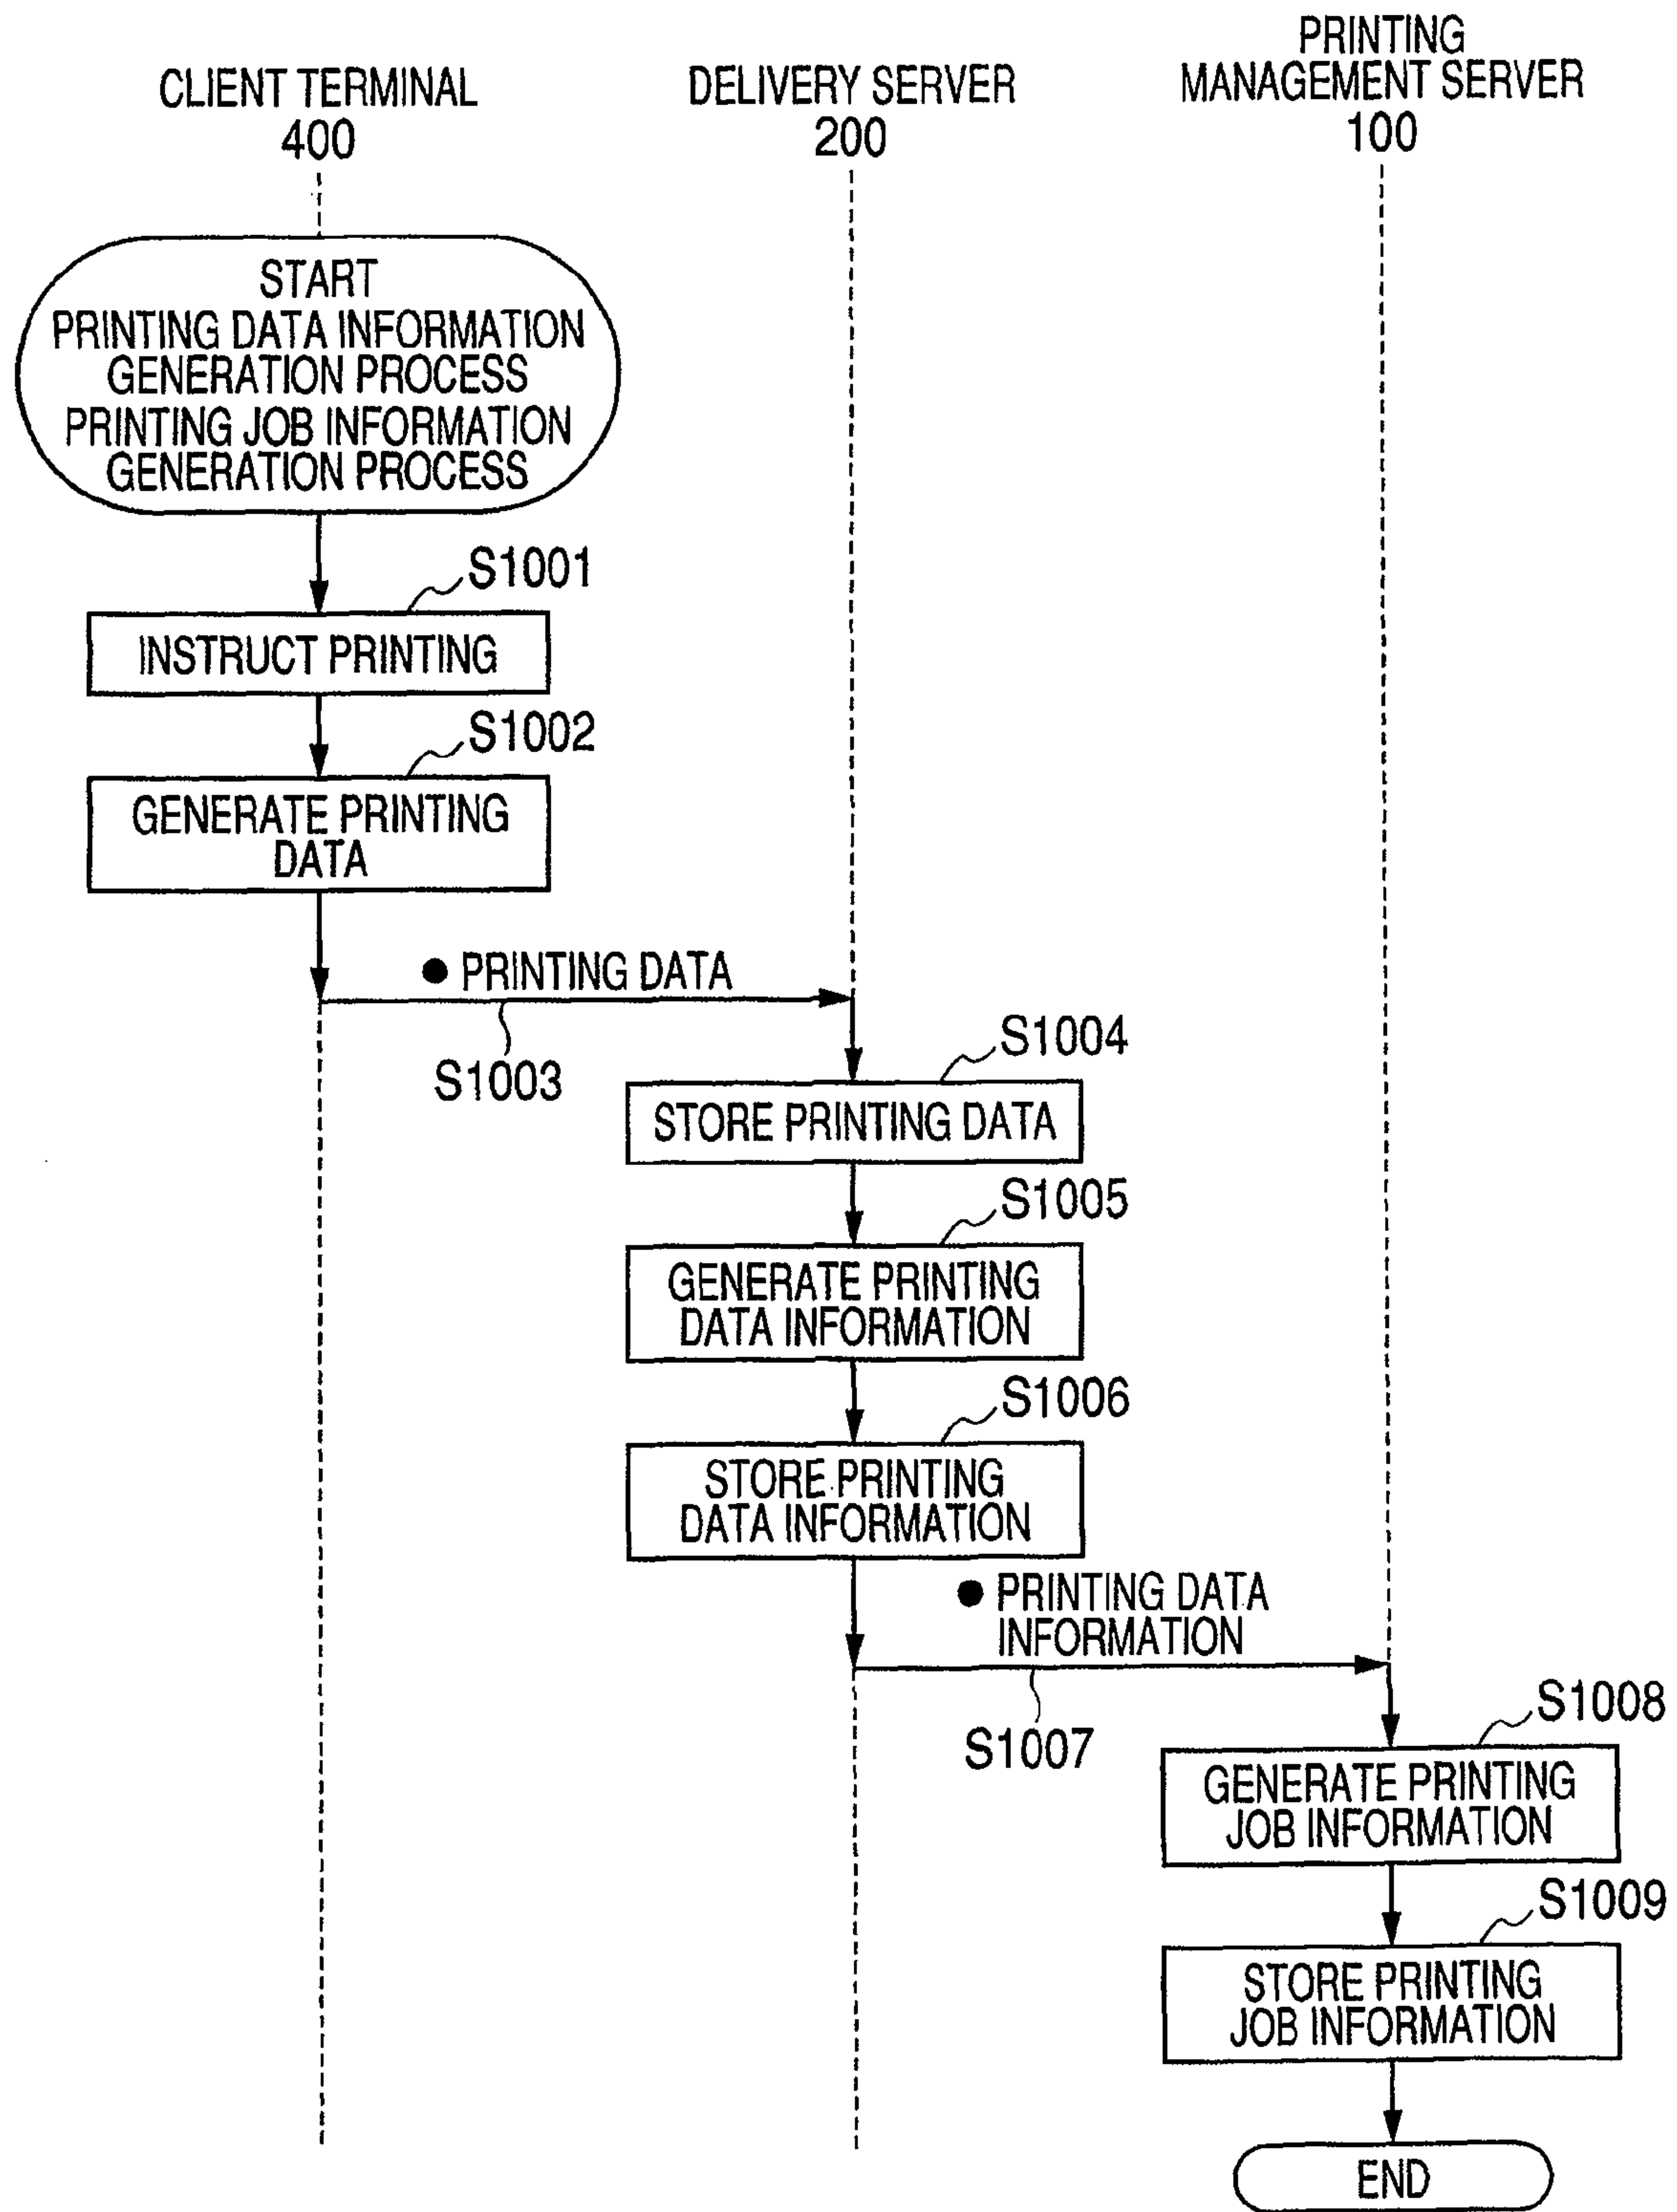 CLIENT TERMINAL
400
DELIVERY SERVER
200
PRINTING
MANAGEMENT SERVER
100
START
PRINTING DATA INFORMATION
GENERATION PROCESS
PRINTING JOB INFORMATION
GENERATION PROCESS
S1001
INSTRUCT PRINTING
S1002
GENERATE PRINTING
DATA
● PRINTING DATA
S1003
S1004
STORE PRINTING DATA
S1005
GENERATE PRINTING
DATA INFORMATION
S1006
STORE PRINTING
DATA INFORMATION
● PRINTING DATA
INFORMATION
S1007
S1008
GENERATE PRINTING
JOB INFORMATION
S1009
STORE PRINTING
JOB INFORMATION
END